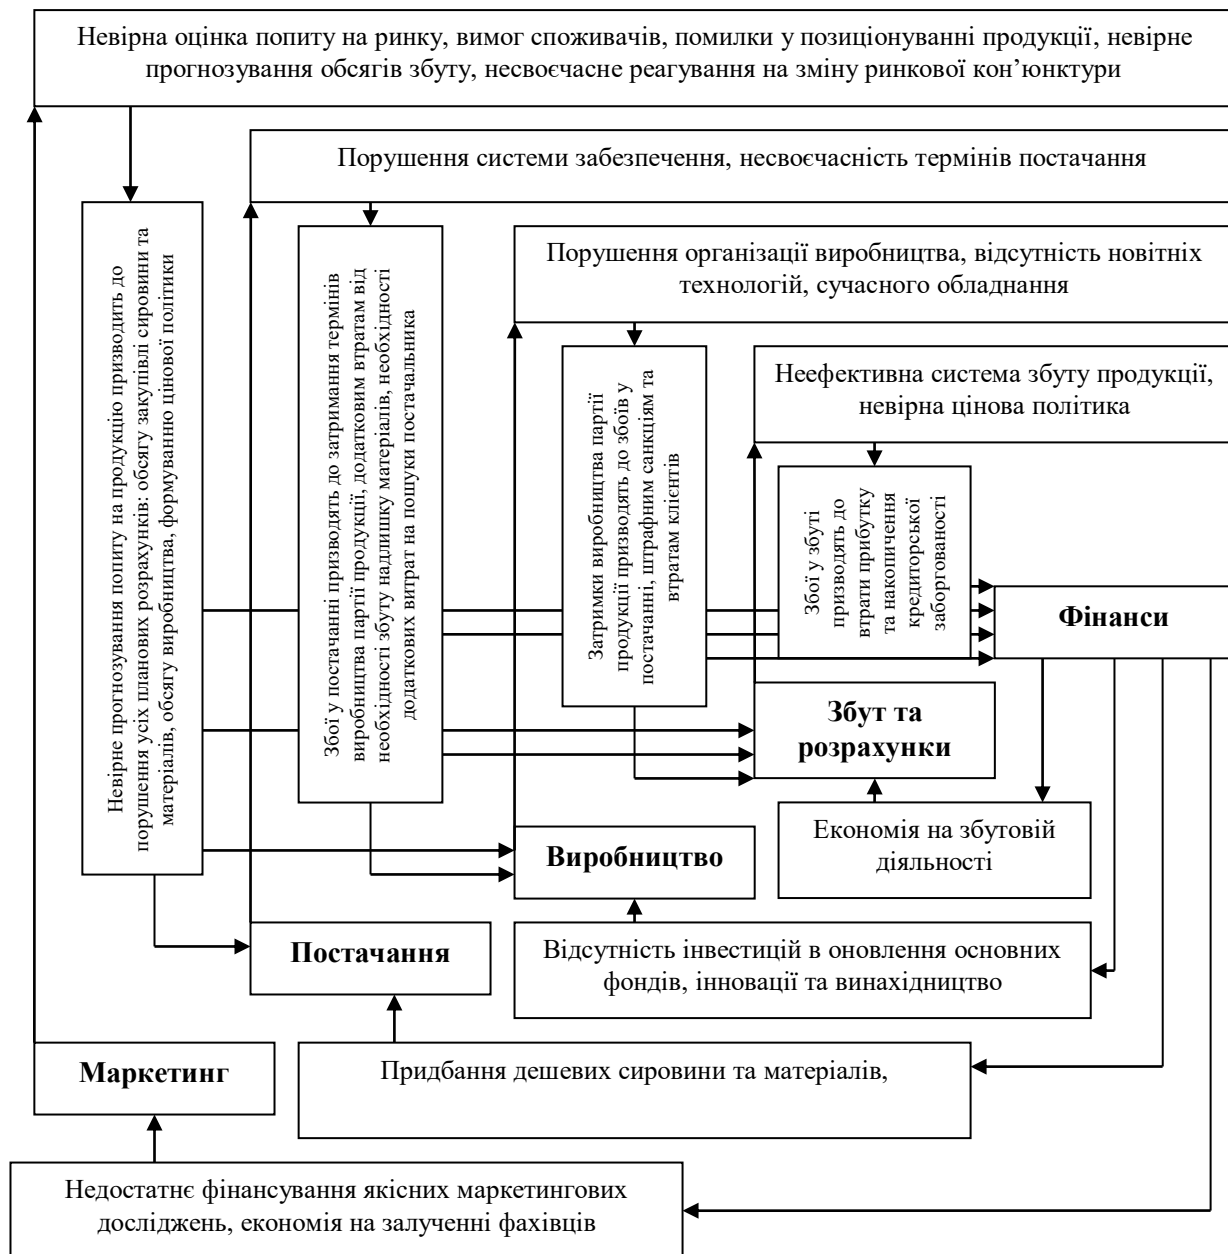 Невірна оцінка попиту на ринку, вимог споживачів, помилки у позиціонуванні продукції, невірне
прогнозування обсягів збуту, несвоєчасне реагування на зміну ринкової кон’юнктури
Порушення системи забезпечення, несвоєчасність термінів постачання
Порушення організації виробництва, відсутність новітніх
технологій, сучасного обладнання
Неефективна система збуту продукції,
невірна цінова політика
Невірне прогнозування попиту на продукцію призводить до
порушення усіх планових розрахунків: обсягу закупівлі сировини та
матеріалів, обсягу виробництва, формуванню цінової політики
Збої у постачанні призводять до затримання термінів
виробництва партії продукції, додатковим втратам від
необхідності збуту надлишку матеріалів, необхідності
додаткових витрат на пошуки постачальника
Затримки виробництва партії
продукції призводять до збоїв у
постачанні, штрафним санкціям та
втратам клієнтів
Збої у збуті
призводять до
втрати прибутку
та накопичення
кредиторської
заборгованості
Фінанси
Збут та
розрахунки
Економія на збутовій
діяльності
Виробництво
Відсутність інвестицій в оновлення основних
фондів, інновації та винахідництво
Постачання
Придбання дешевих сировини та матеріалів,
Маркетинг
Недостатнє фінансування якісних маркетингових
досліджень, економія на залученні фахівців